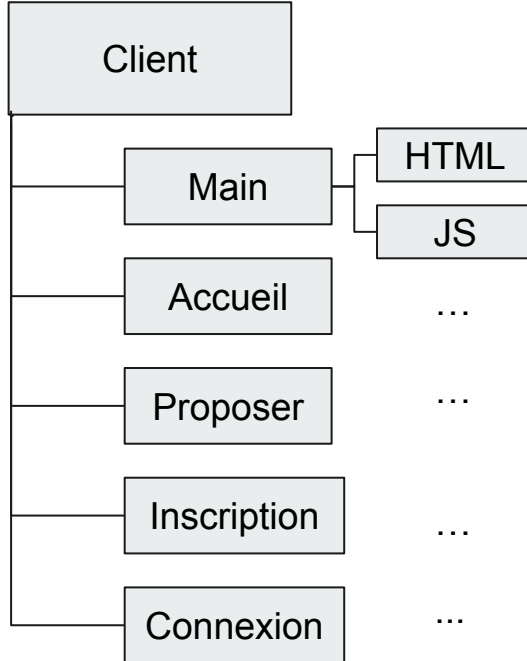 Client
Main
HTML
JS
Accueil
…
Proposer
…
Inscription
…
Connexion
...